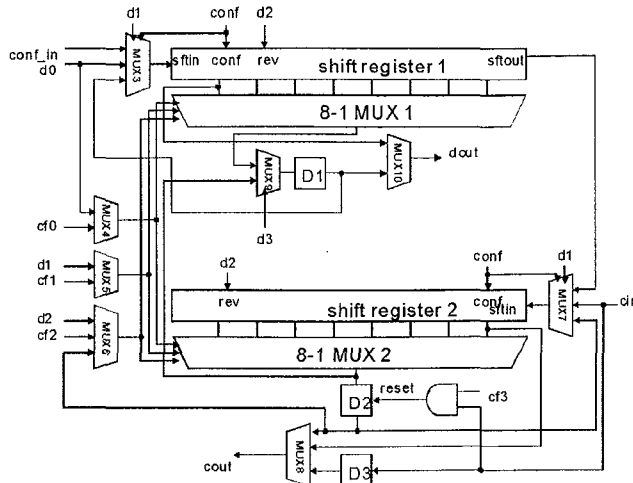 d1 conf d2
conf_in
d0
MUX3
sftin conf rev shift register 1 sftout
8-1 MUX 1
MUX9
D1
MUX10
dout
d3
MUX4
cf0
d1
cf1
MUX5
d2
cf2
MUX6
d2 conf d1
rev conf
shift register 2 sftin
MUX7
cin
8-1 MUX 2
D2
reset
cf3
cout
MUX8
D3